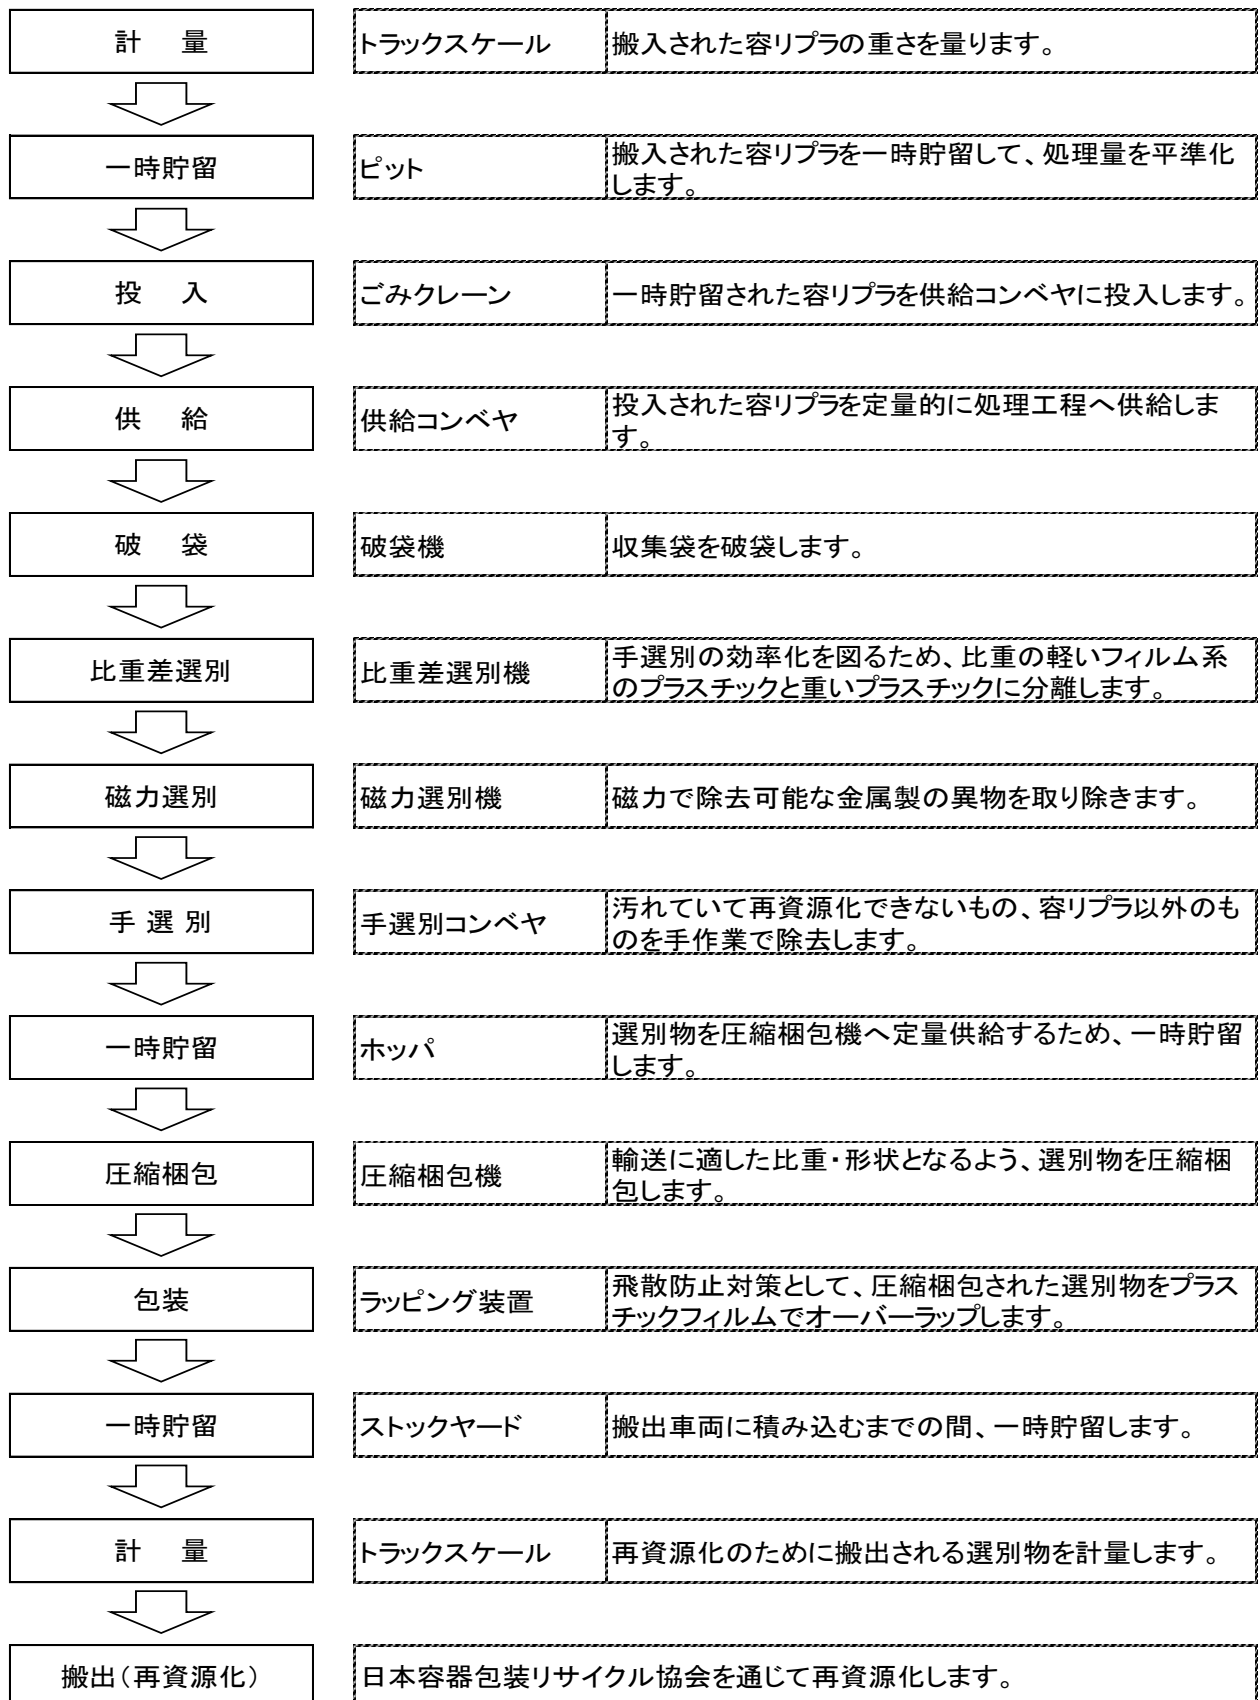 計 量
トラックスケール
搬入された容リプラの重さを量ります。
一時貯留
ピット
搬入された容リプラを一時貯留して、処理量を平準化
します。
投 入
ごみクレーン
一時貯留された容リプラを供給コンベヤに投入します。
供 給
供給コンベヤ
投入された容リプラを定量的に処理工程へ供給しま
す。
破 袋
破袋機
収集袋を破袋します。
比重差選別
比重差選別機
手選別の効率化を図るため、比重の軽いフィルム系
のプラスチックと重いプラスチックに分離します。
磁力選別
磁力選別機
磁力で除去可能な金属製の異物を取り除きます。
手 選 別
手選別コンベヤ
汚れていて再資源化できないもの、容リプラ以外のも
のを手作業で除去します。
一時貯留
ホッパ
選別物を圧縮梱包機へ定量供給するため、一時貯留
します。
圧縮梱包
圧縮梱包機
輸送に適した比重・形状となるよう、選別物を圧縮梱
包します。
包装
ラッピング装置
飛散防止対策として、圧縮梱包された選別物をプラス
チックフィルムでオーバーラップします。
一時貯留
ストックヤード
搬出車両に積み込むまでの間、一時貯留します。
計 量
トラックスケール
再資源化のために搬出される選別物を計量します。
搬出(再資源化)
日本容器包装リサイクル協会を通じて再資源化します。